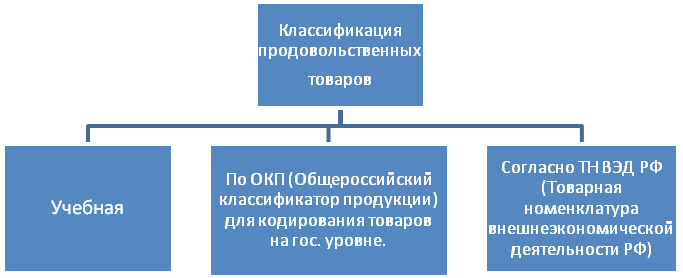 Классификация
продовольственных
товаров
Учебная
По ОКП (Общероссийский
классификатор продукции)
для кодирования товаров
на гос. уровне.
Согласно ТН ВЭД РФ
(Товарная
номенклатура
внешнеэкономической
деятельности РФ)